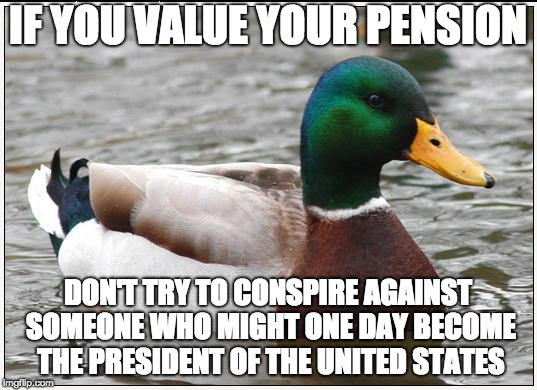 IF YOU VALUE YOUR PENSION
DON'T TRY TO CONSPIRE AGAINST
SOMEONE WHO MIGHT ONE DAY BECOME
THE PRESIDENT OF THE UNITED STATES
imgflip.com